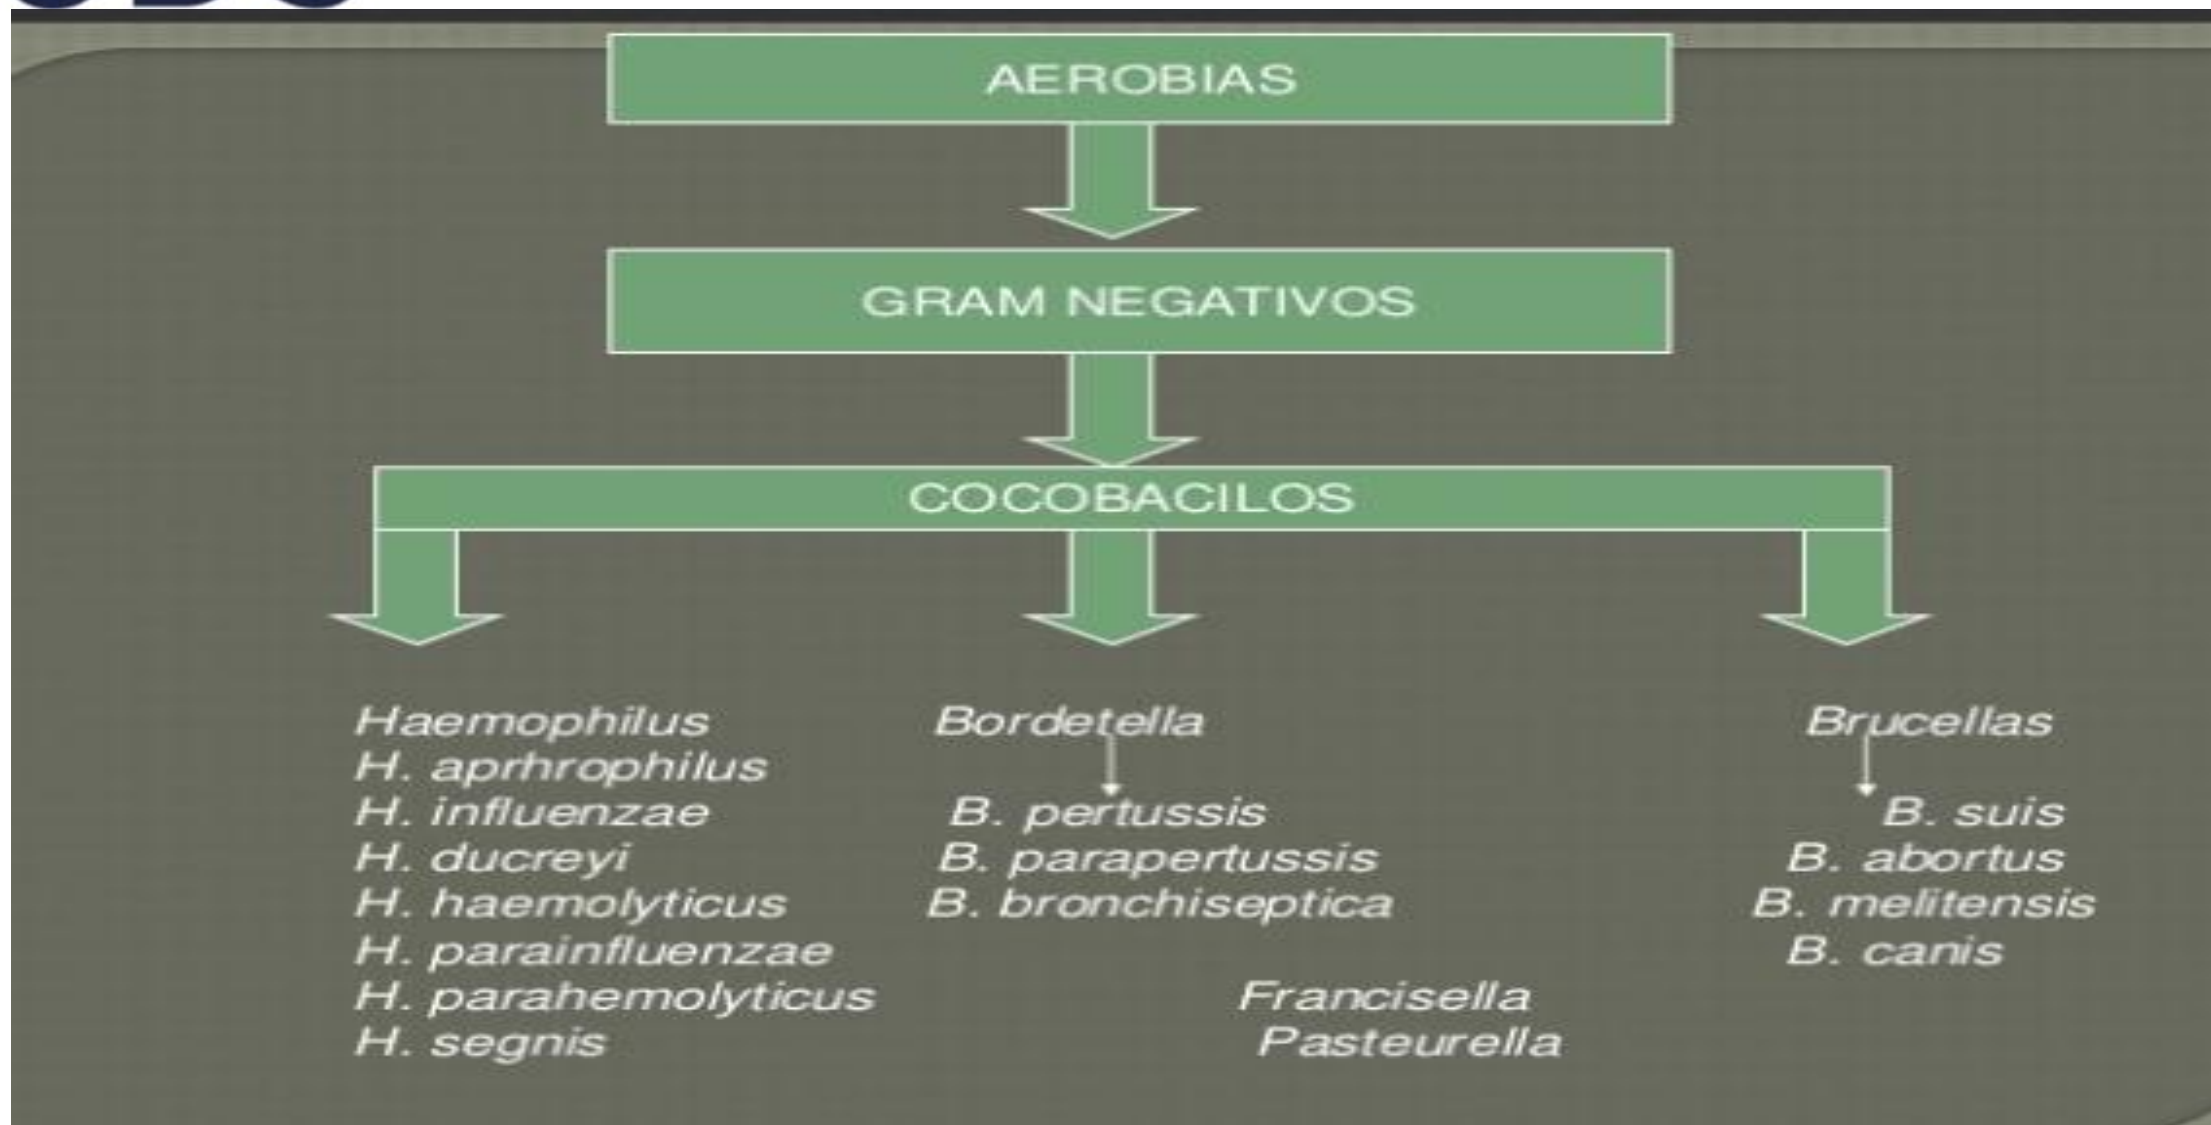 AEROBIAS
GRAM NEGATIVOS
COCOBACILOS
Haemophilus
H. aprhrophilus
H. influenzae
H. ducreyi
H. haemolyticus
H. parainfluenzae
H. parahemolyticus
H. segnis
Bordetella
B. pertussis
B. parapertussis
B. bronchiseptica
Francisella
Pasteurella
Brucellas
B. suis
B. abortus
B. melitensis
B. canis